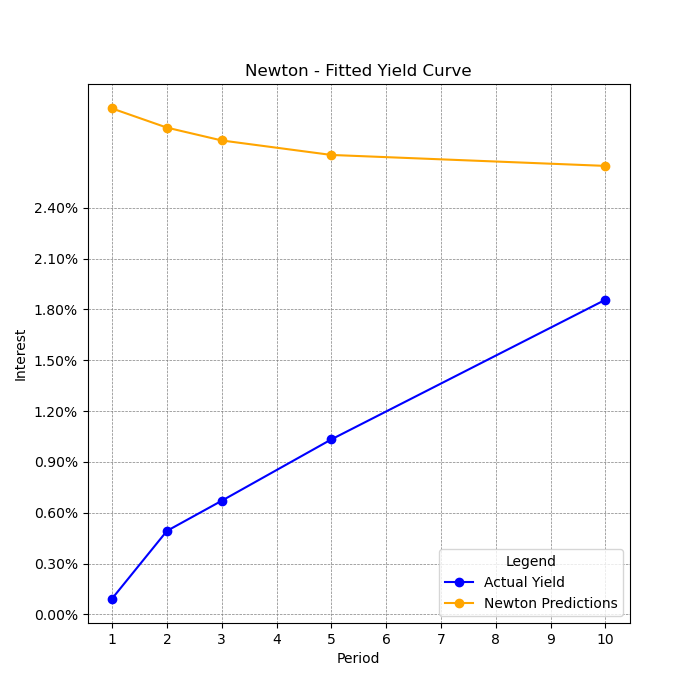 Newton - Fitted Yield Curve
Interest
2.40%
2.10%
1.80%
1.50%
1.20%
0.90%
0.60%
0.30%
0.00%
Legend
Actual Yield
Newton Predictions
1 2 3 4 5 6 7 8 9 10
Period